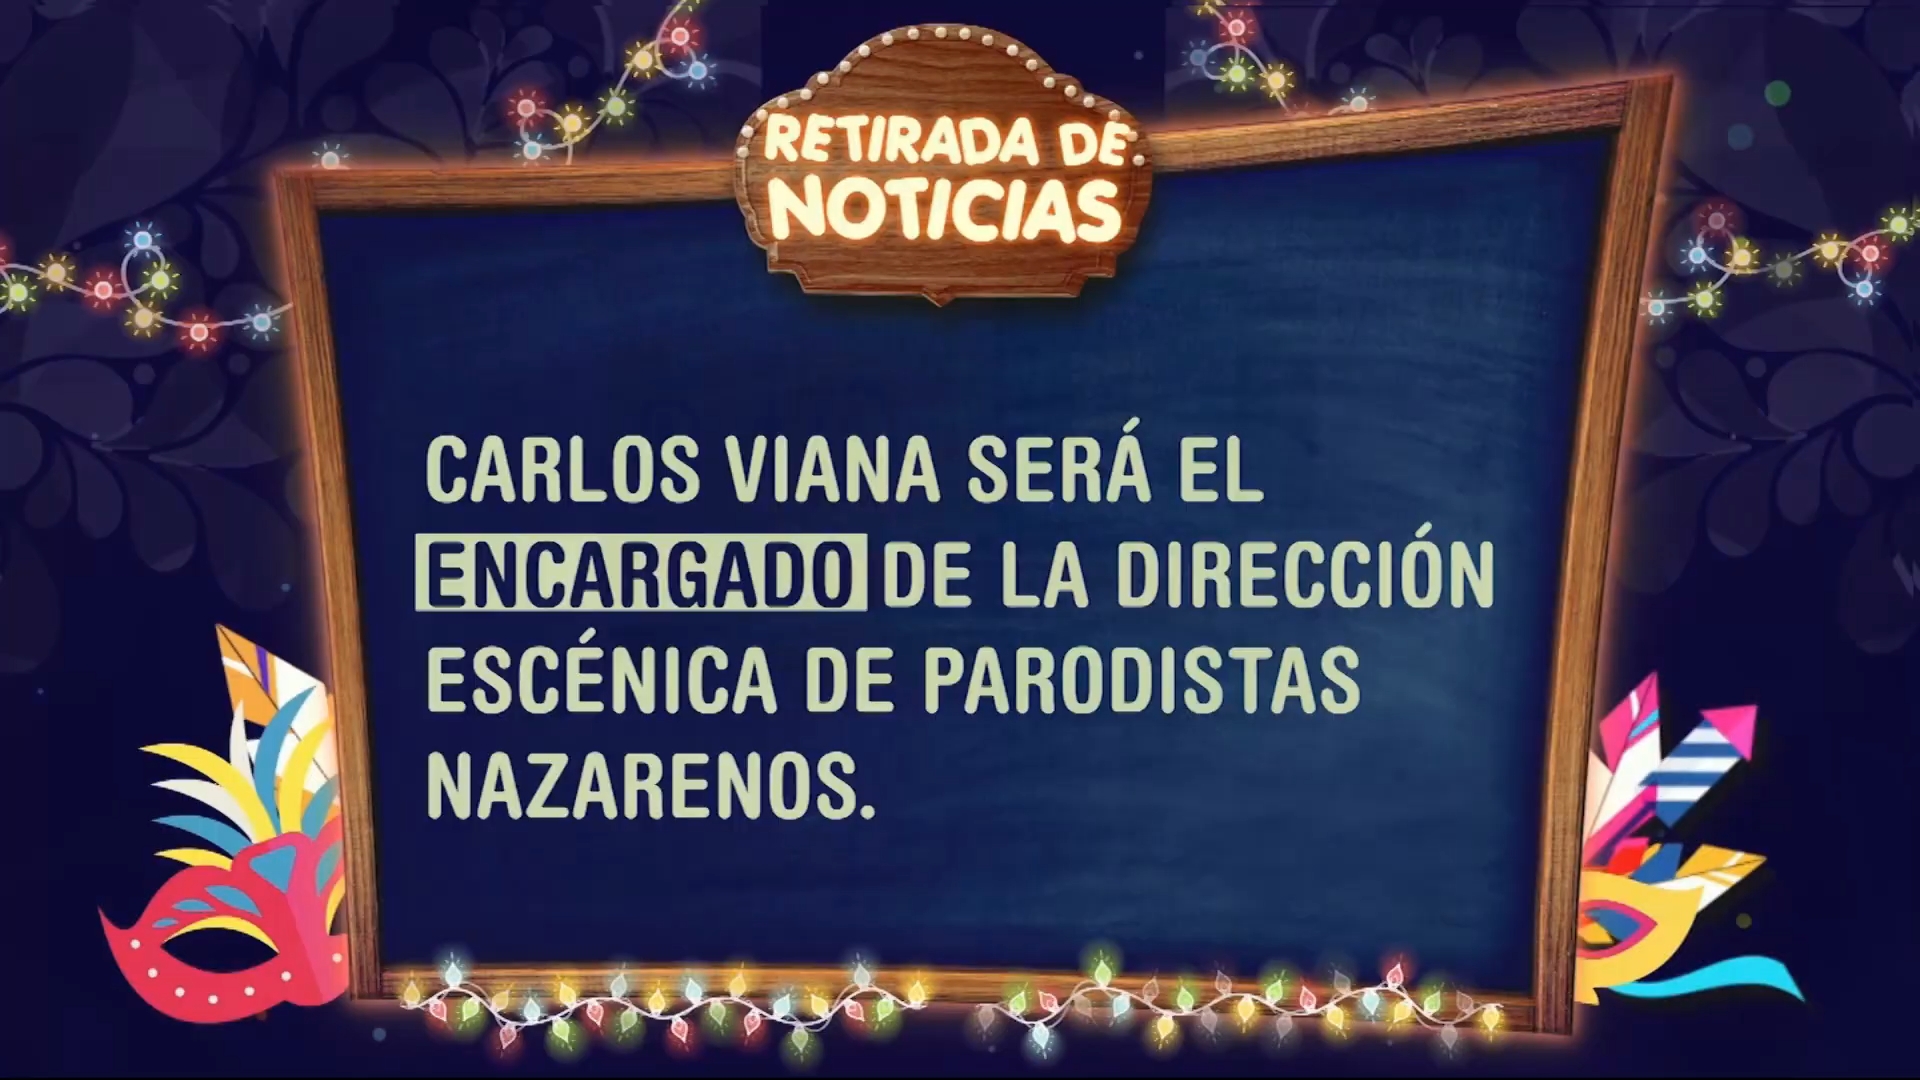 RETIRADA DE
NOTICIAS
CARLOS VIANA SERÁ EL
ENCARGADO DE LA DIRECCIÓN
ESCÉNICA DE PARODISTAS
NAZARENOS.